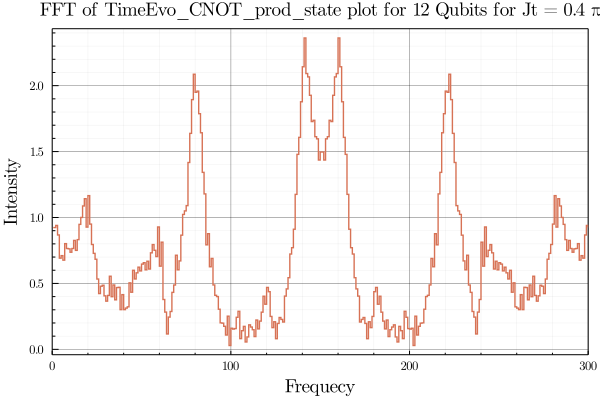 FFT of TimeEvo_CNOT_prod_state plot for 12 Qubits for Jt = 0.4 π
2.0
1.5
1.0
0.5
0.0
Intensity
0 100 200 300
Frequecy